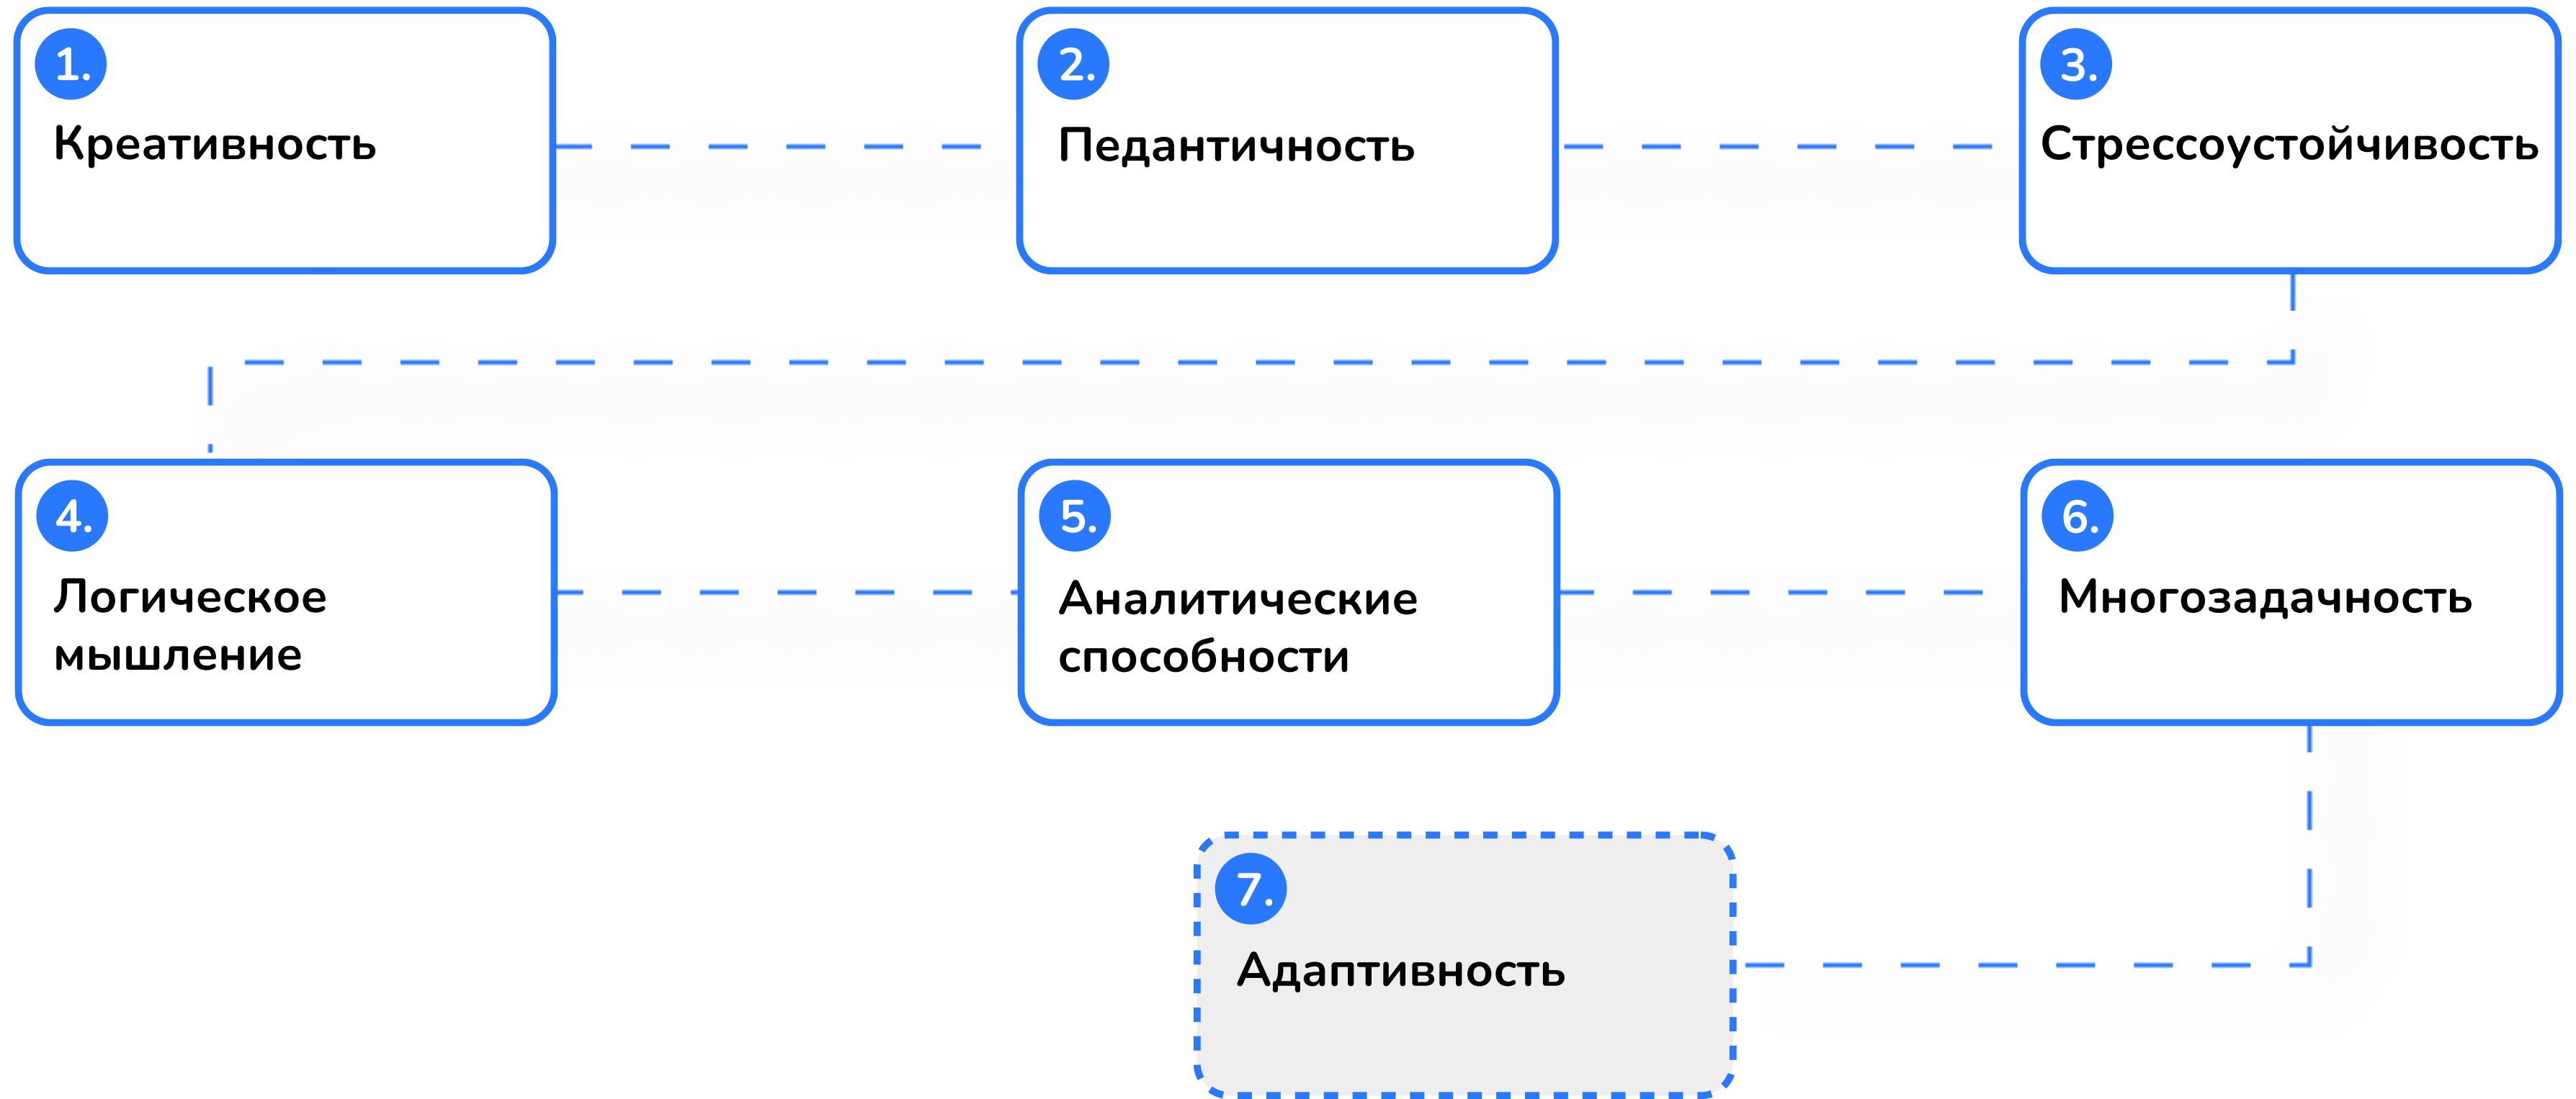 1.
Креативность
2.
Педантичность
3.
Стрессоустойчивость
4.
Логическое
мышление
5.
Аналитические
способности
6.
Многозадачность
7.
Адаптивность